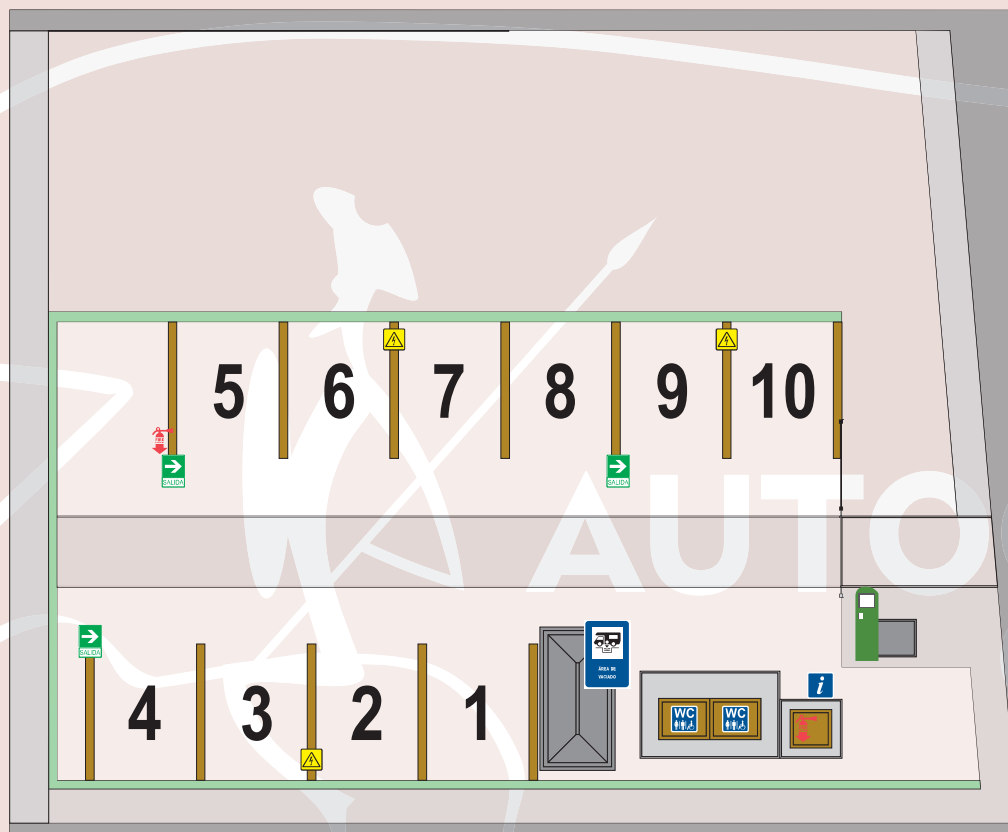 5 6 7 8 9 10
SALIDA
SALIDA
AUTO
SALIDA
ÁREA DE
VACIADO
4 3 2 1
WC WC
i